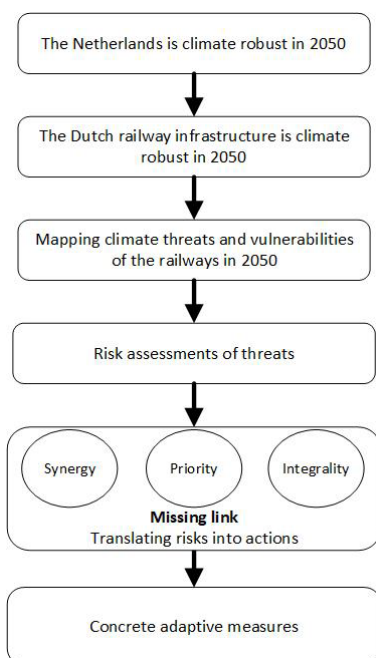 The Netherlands is climate robust in 2050
The Dutch railway infrastructure is climate
robust in 2050
Mapping climate threats and vulnerabilities
of the railways in 2050
Risk assessments of threats
Synergy
Priority
Integrality
Missing link
Translating risks into actions
Concrete adaptive measures